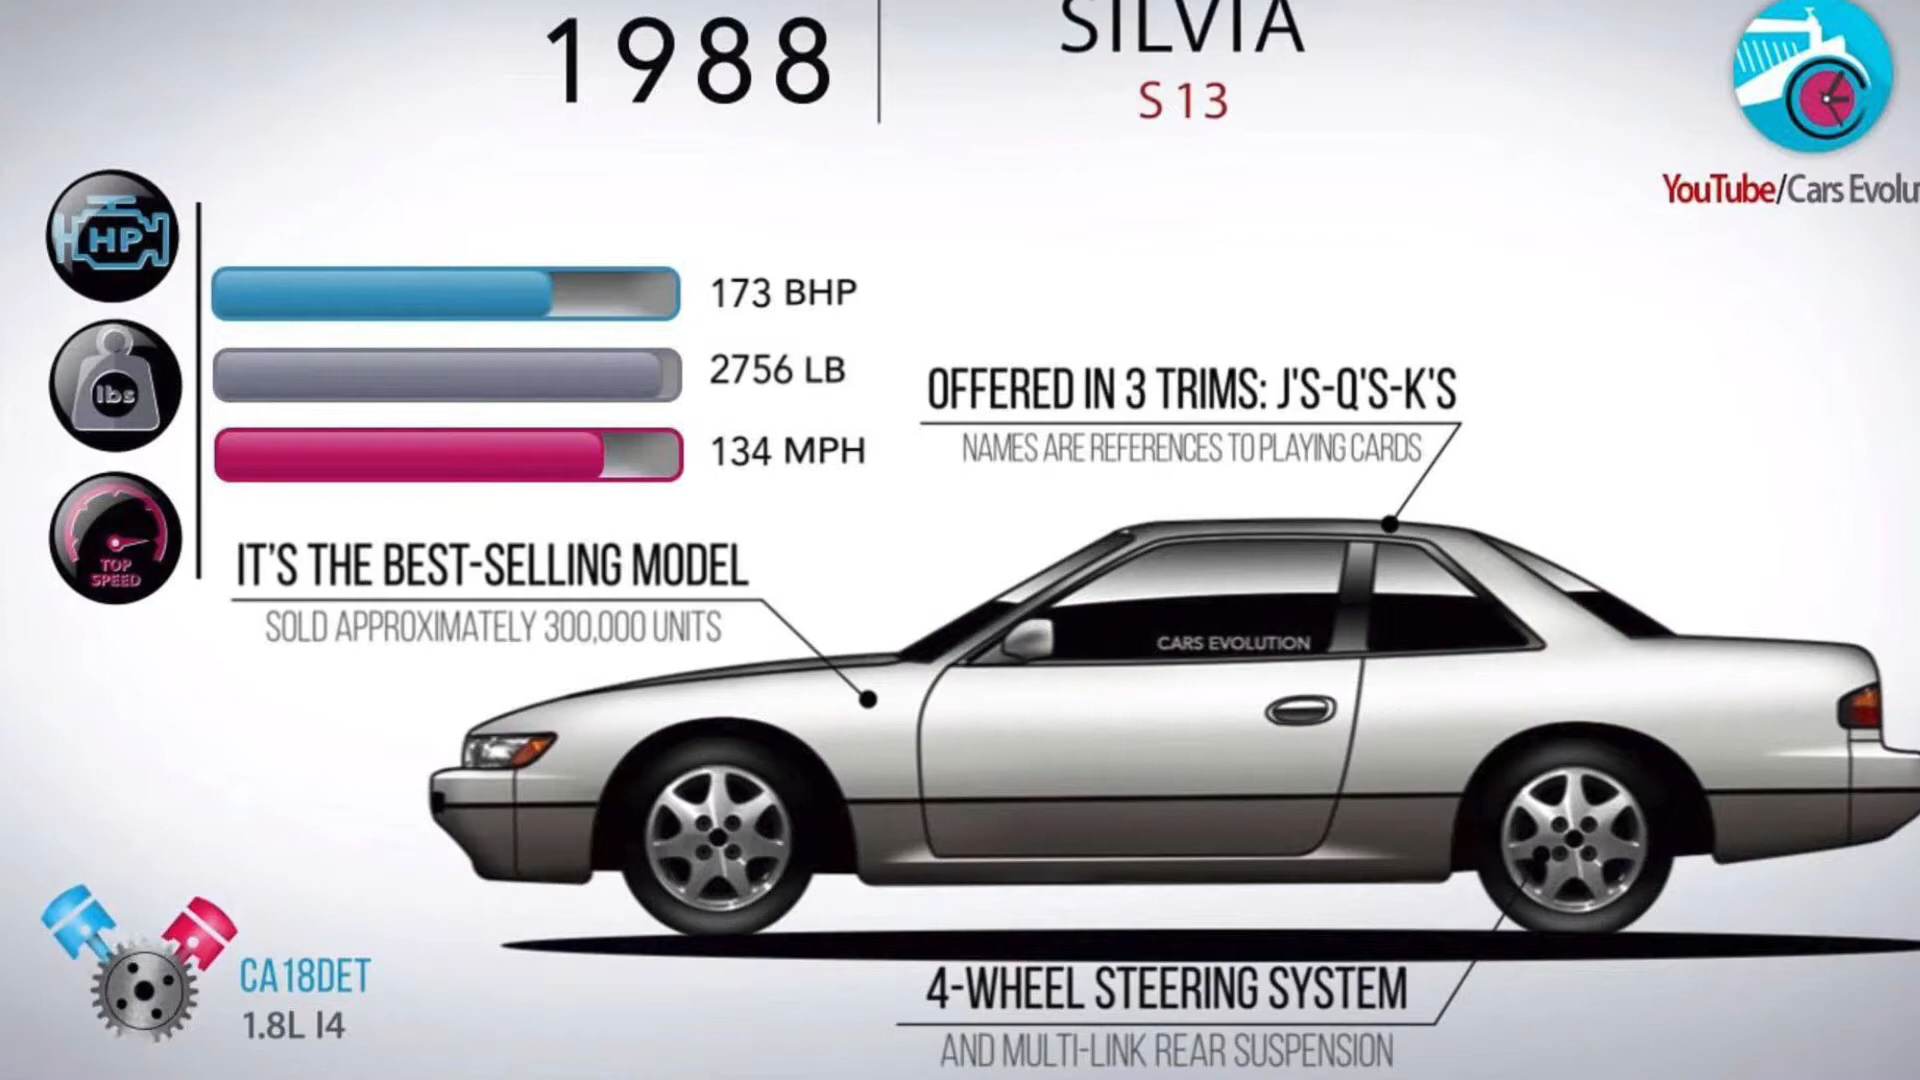 1988
SILVIA
S13
YouTube/Cars Evolu
HP
173 BHP
lbs
2756 LB
134 MPH
TOP
SPEED
OFFERED IN 3 TRIMS: J'S-Q'S-K'S
NAMES ARE REFERENCES TO PLAYING CARDS
IT'S THE BEST-SELLING MODEL
SOLD APPROXIMATELY 300,000 UNITS
CARS EVOLUTION
CA18DET
1.8L I4
4-WHEEL STEERING SYSTEM
AND MULTI-LINK REAR SUSPENSION